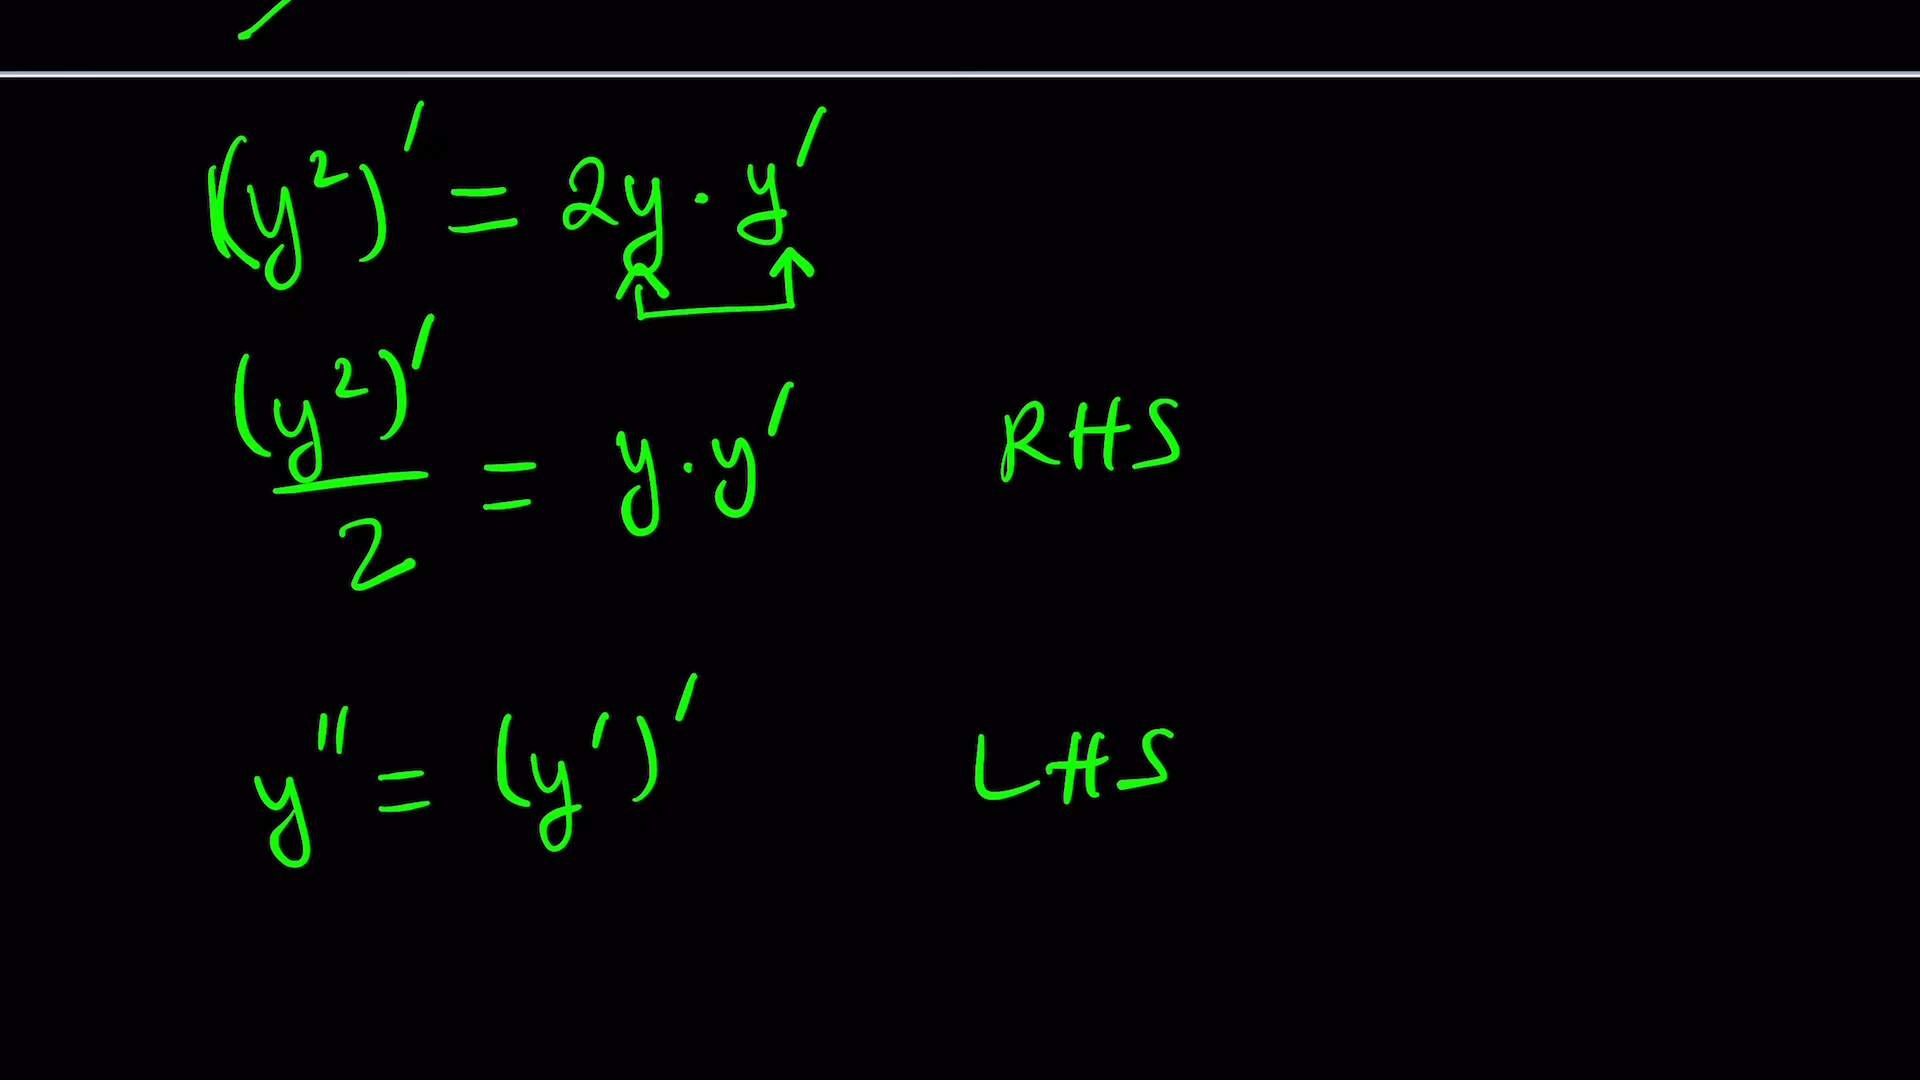 (y²)′ = 2y · y′
(y²)′/2 = y · y′ RHS
y″ = (y′)′ LHS